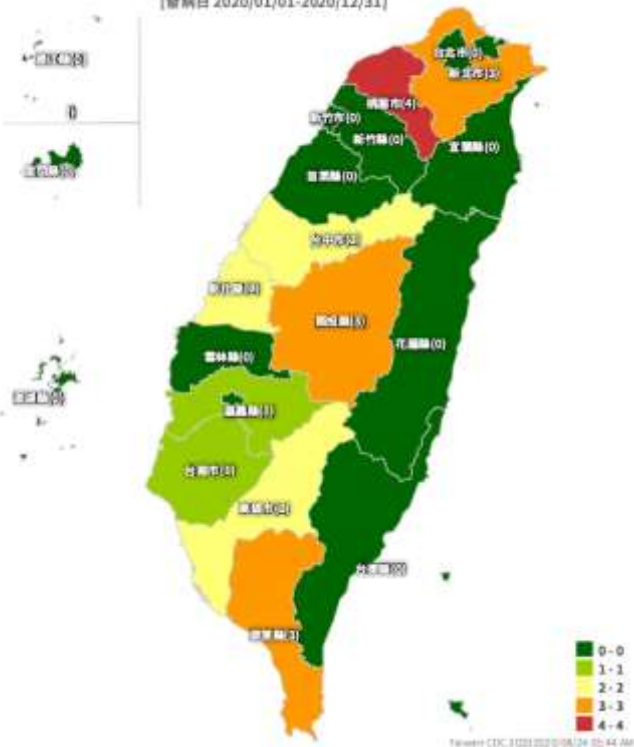 [發病日 2020/01/01-2020/12/31]
台北市(0)
新北市(3)
0
桃園市(4)
新竹市(0)
新竹縣(0)
宜蘭縣(0)
苗栗縣(0)
台中市(2)
彰化縣(2)
南投縣(3)
花蓮縣(0)
雲林縣(0)
嘉義縣(1)
台南市(1)
高雄市(2)
台東縣(0)
屏東縣(3)
0 - 0
1 - 1
2 - 2
3 - 3
4 - 4